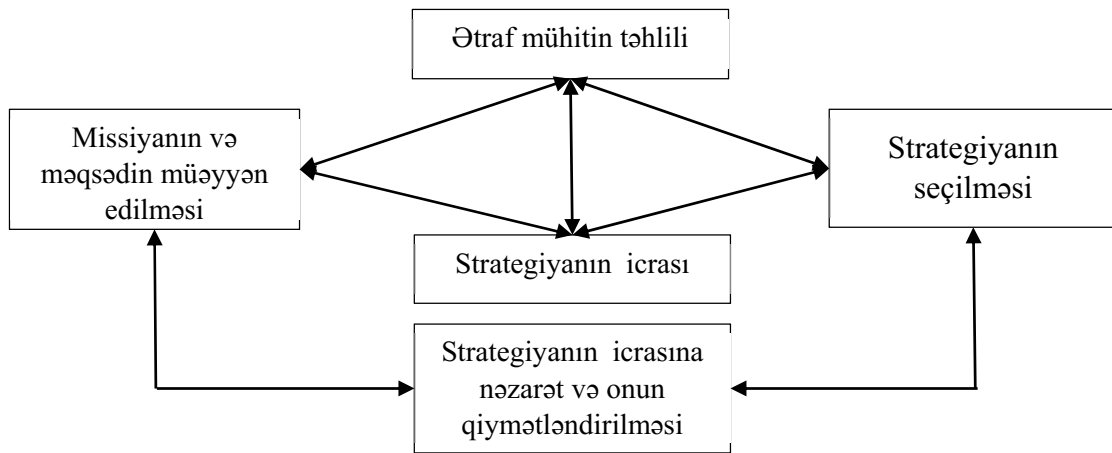 Ətraf mühitin təhlili
Missiyanın və
məqsədin müəyyən
edilməsi
Strategiyanın
seçilməsi
Strategiyanın icrası
Strategiyanın icrasına
nəzarət və onun
qiymətləndirilməsi